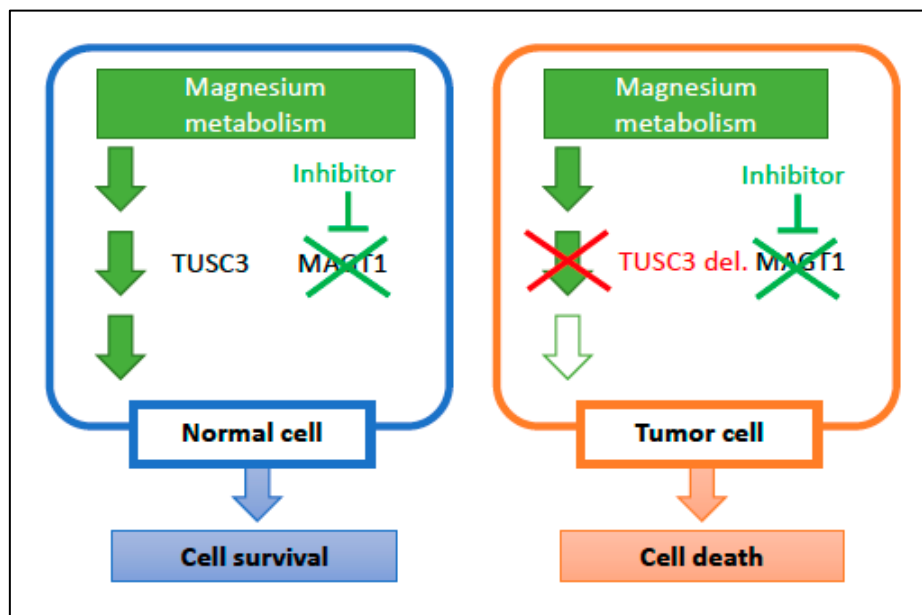 Magnesium
metabolism
Inhibitor
TUSC3 MAGT1
Normal cell
Cell survival
Magnesium
metabolism
Inhibitor
TUSC3 del. MAGT1
Tumor cell
Cell death